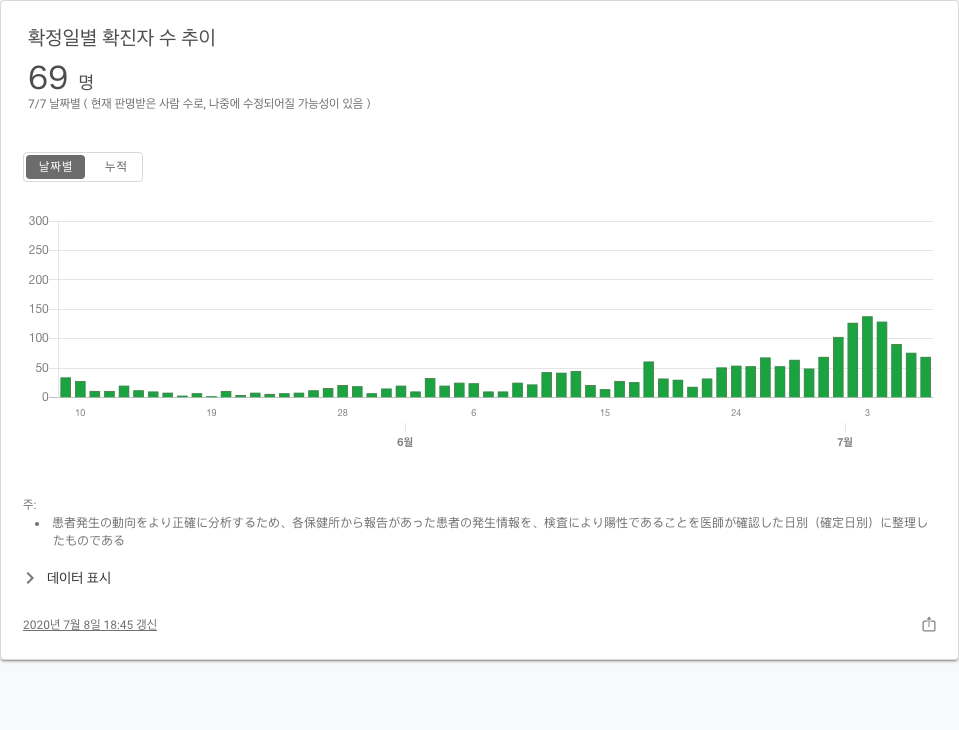 확정일별 확진자 수 추이
69 명
7/7 날짜별 ( 현재 판명받은 사람 수로, 나중에 수정되어질 가능성이 있음 )
날짜별 누적
300
250
200
150
100
50
0
10 19 28 6 15 24 3
6월 7월
주:
• 患者発生の動向をより正確に分析するため、各保健所から報告があった患者の発生情報を、検査により陽性であることを医師が確認した日別（確定日別）に整理し
たものである
데이터 표시
2020년 7월 8일 18:45 갱신